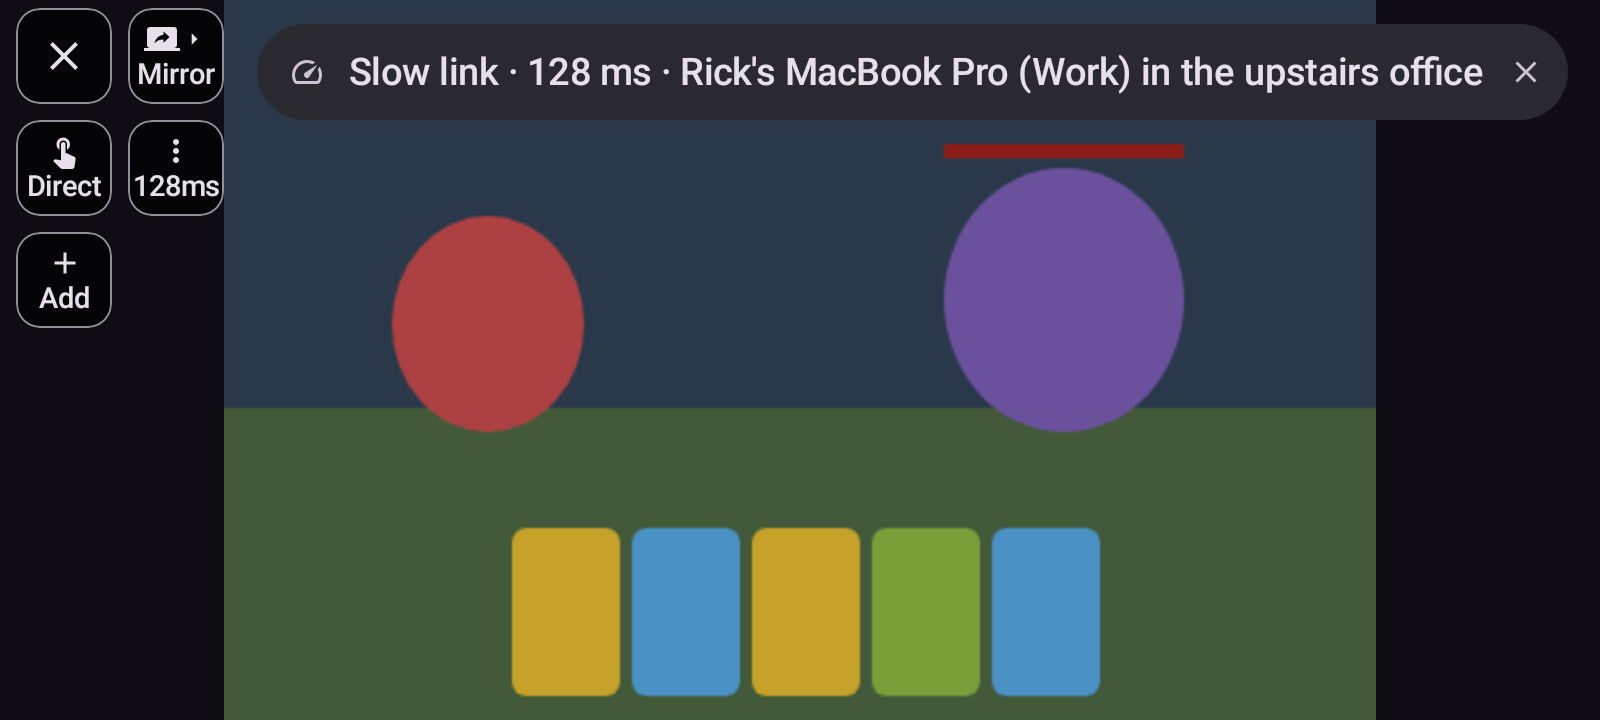 Mirror
Slow link · 128 ms · Rick's MacBook Pro (Work) in the upstairs office
Direct
128ms
Add